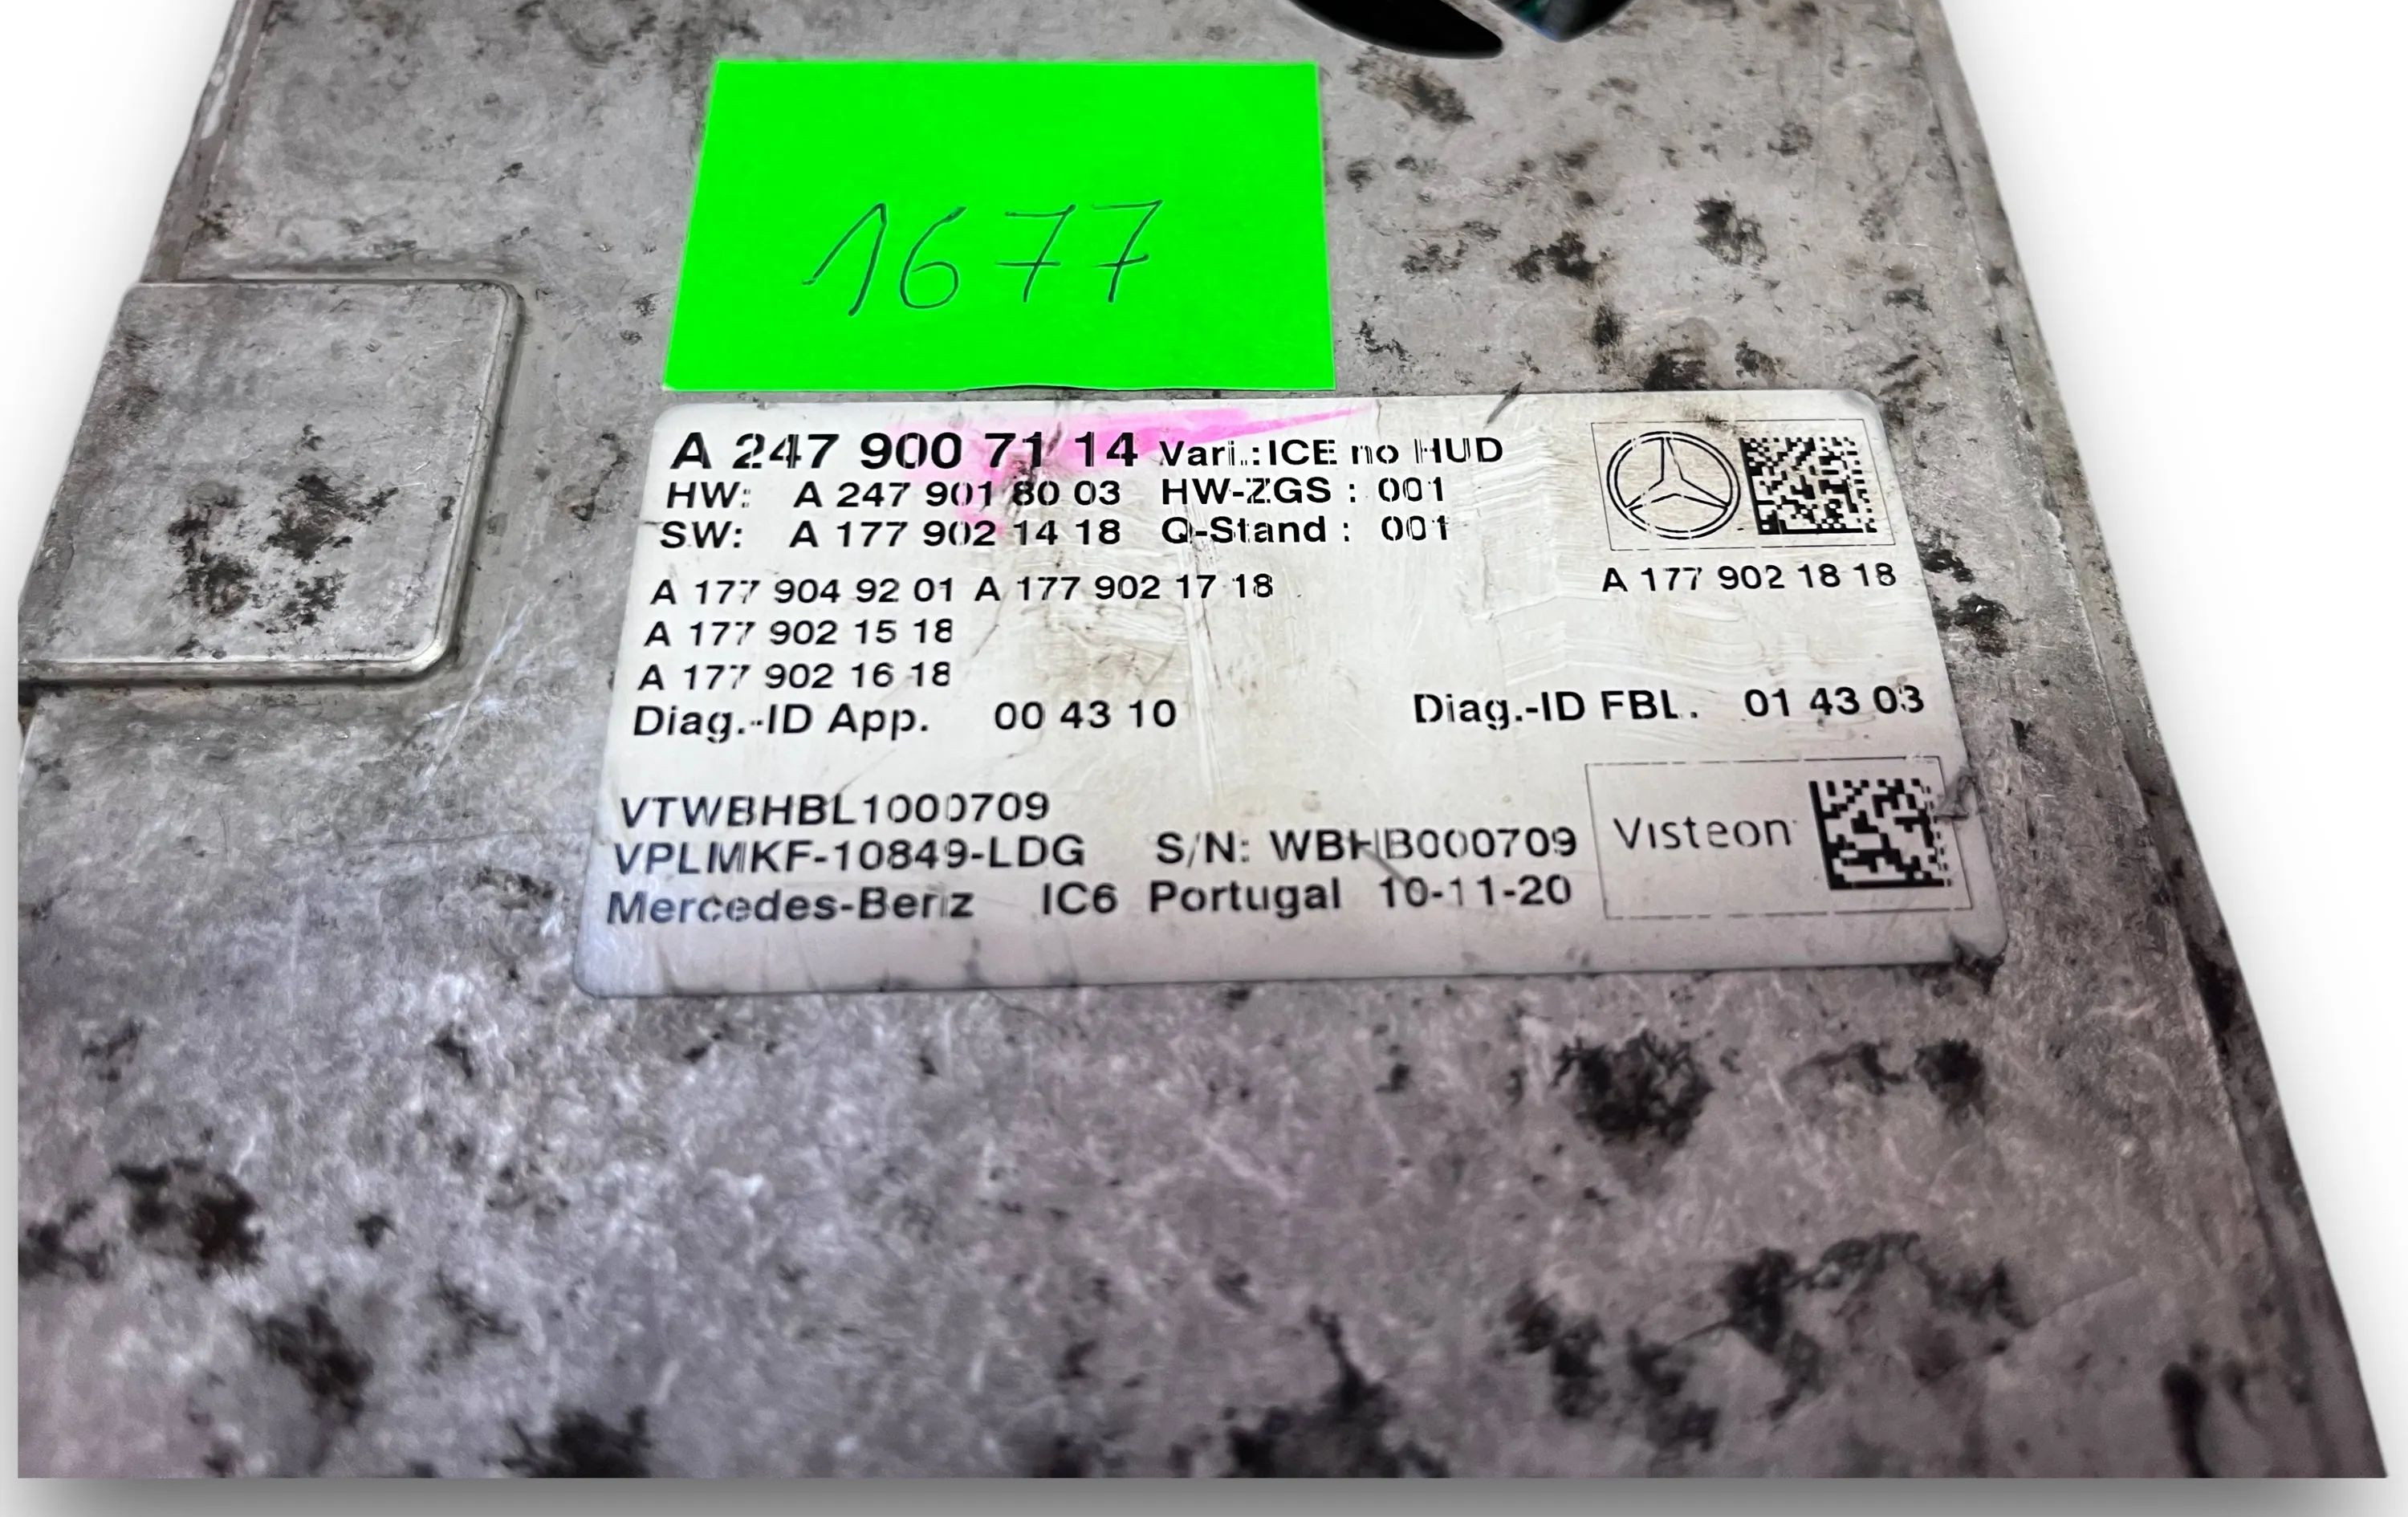 1677
A 247 900 71 14 Vari.:ICE no HUD
HW: A 247 901 80 03 HW-ZGS : 001
SW: A 177 902 14 18 Q-Stand : 001
A 177 904 92 01 A 177 902 17 18
A 177 902 18 18
A 177 902 15 18
A 177 902 16 18
Diag.-ID App. 00 43 10 Diag.-ID FBL. 01 43 03
VTWBHBL1000709
VPLMKF-10849-LDG S/N: WBHB000709
Mercedes-Benz IC6 Portugal 10-11-20
Visteon